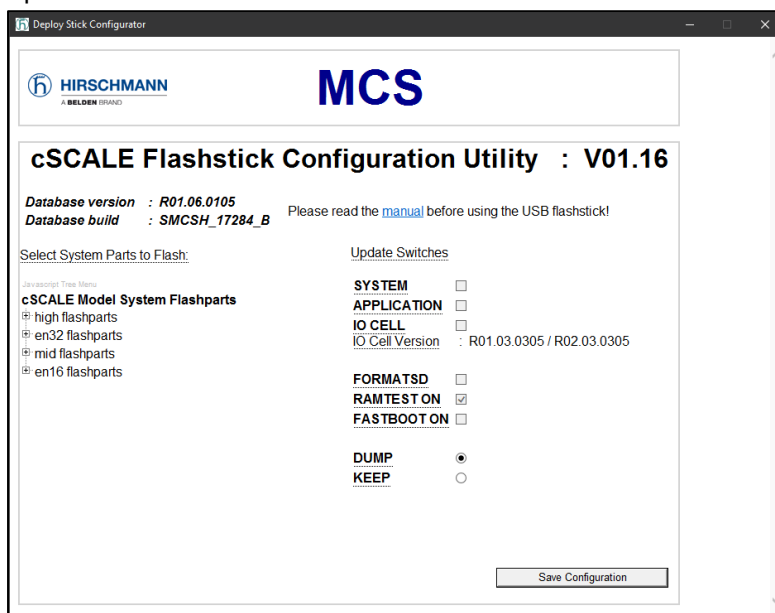 Deploy Stick Configurator
HIRSCHMANN
A BELDEN BRAND
MCS
cSCALE Flashstick Configuration Utility : V01.16
Database version : R01.06.0105
Database build : SMCSH_17284_B
Please read the manual before using the USB flashstick!
Select System Parts to Flash:
Javascript Tree Menu
cSCALE Model System Flashparts
high flashparts
en32 flashparts
mid flashparts
en16 flashparts
Update Switches
SYSTEM
APPLICATION
IO CELL
IO Cell Version : R01.03.0305 / R02.03.0305
FORMATSD
RAMTEST ON
FASTBOOT ON
DUMP
KEEP
Save Configuration